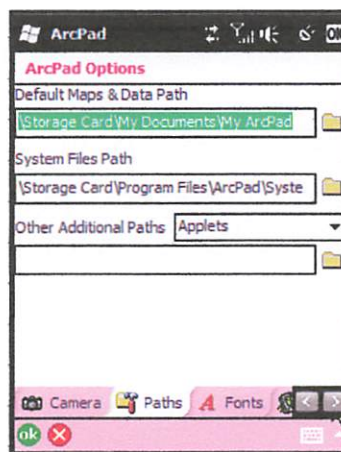 ArcPad OK
ArcPad Options
Default Maps & Data Path
\Storage Card\My Documents\My ArcPad
System Files Path
\Storage Card\Program Files\ArcPad\Syste
Other Additional Paths Applets
Camera Paths A Fonts
ok